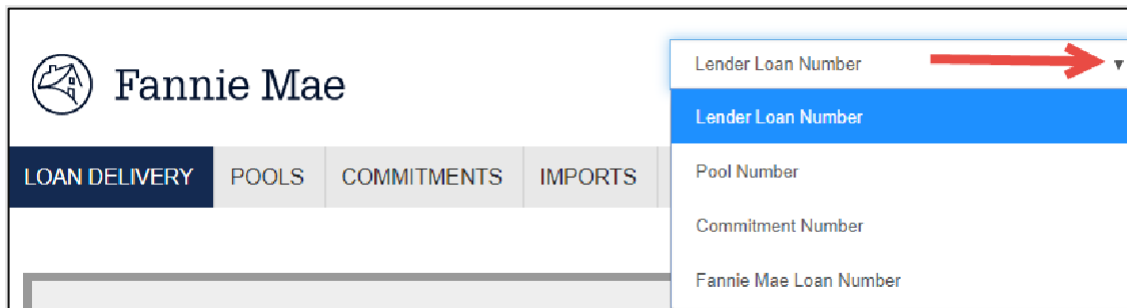 Fannie Mae
Lender Loan Number
Lender Loan Number
Pool Number
Commitment Number
Fannie Mae Loan Number
LOAN DELIVERY POOLS COMMITMENTS IMPORTS